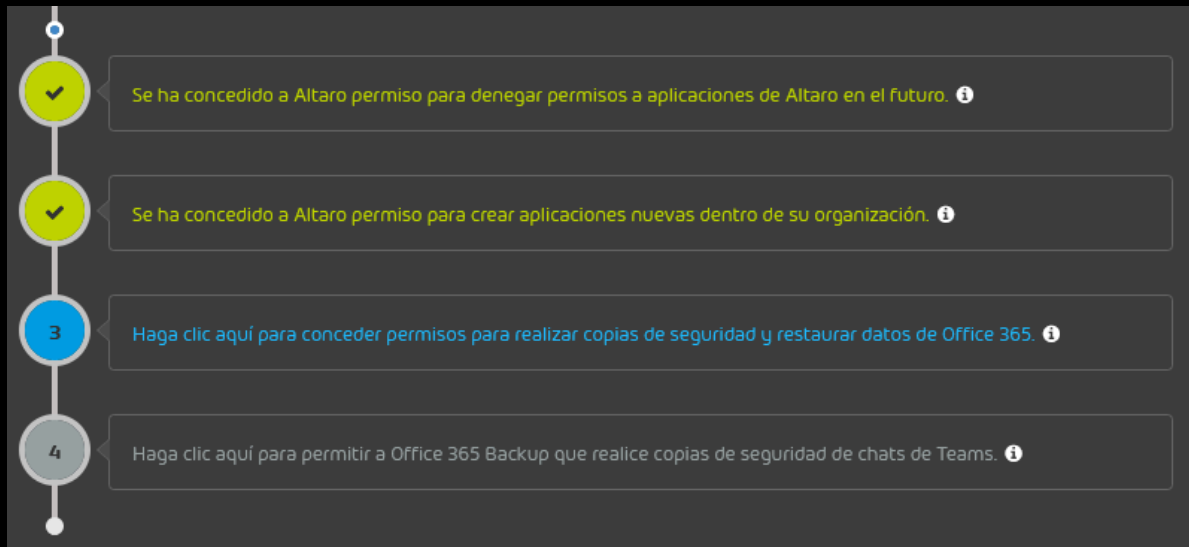 Se ha concedido a Altaro permiso para denegar permisos a aplicaciones de Altaro en el futuro.
Se ha concedido a Altaro permiso para crear aplicaciones nuevas dentro de su organización.
3
Haga clic aquí para conceder permisos para realizar copias de seguridad y restaurar datos de Office 365.
4
Haga clic aquí para permitir a Office 365 Backup que realice copias de seguridad de chats de Teams.